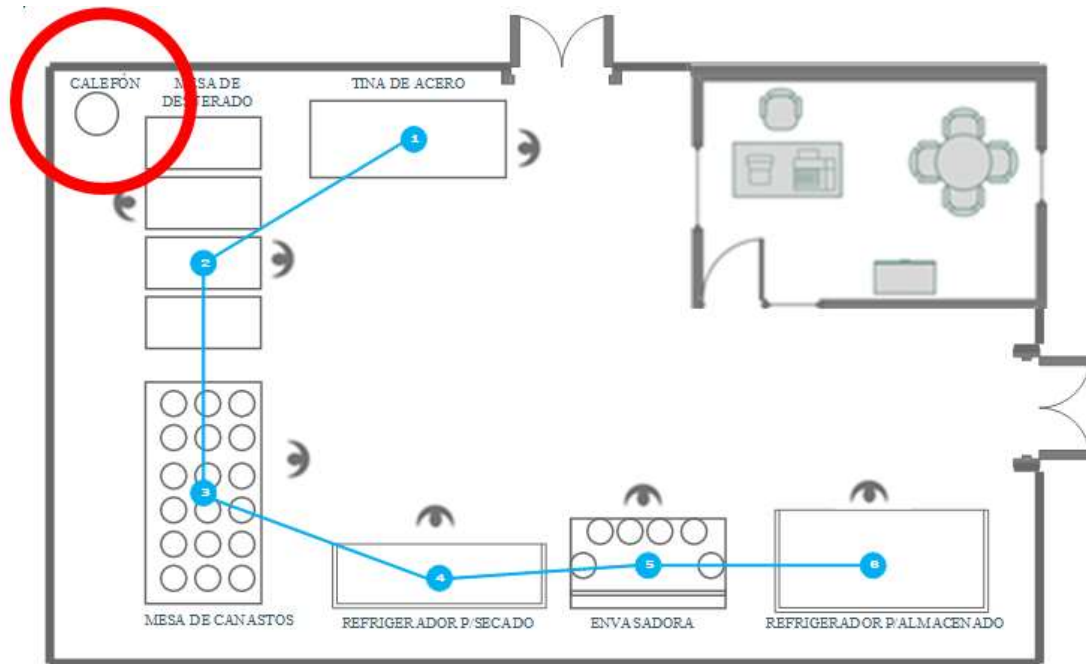 CALEFÓN
MESA DE
DESUERADO
TINA DE ACERO
1
2
3
4
5
6
MESA DE CANASTOS
REFRIGERADOR P/SECADO
ENVASADORA
REFRIGERADOR P/ALMACENADO